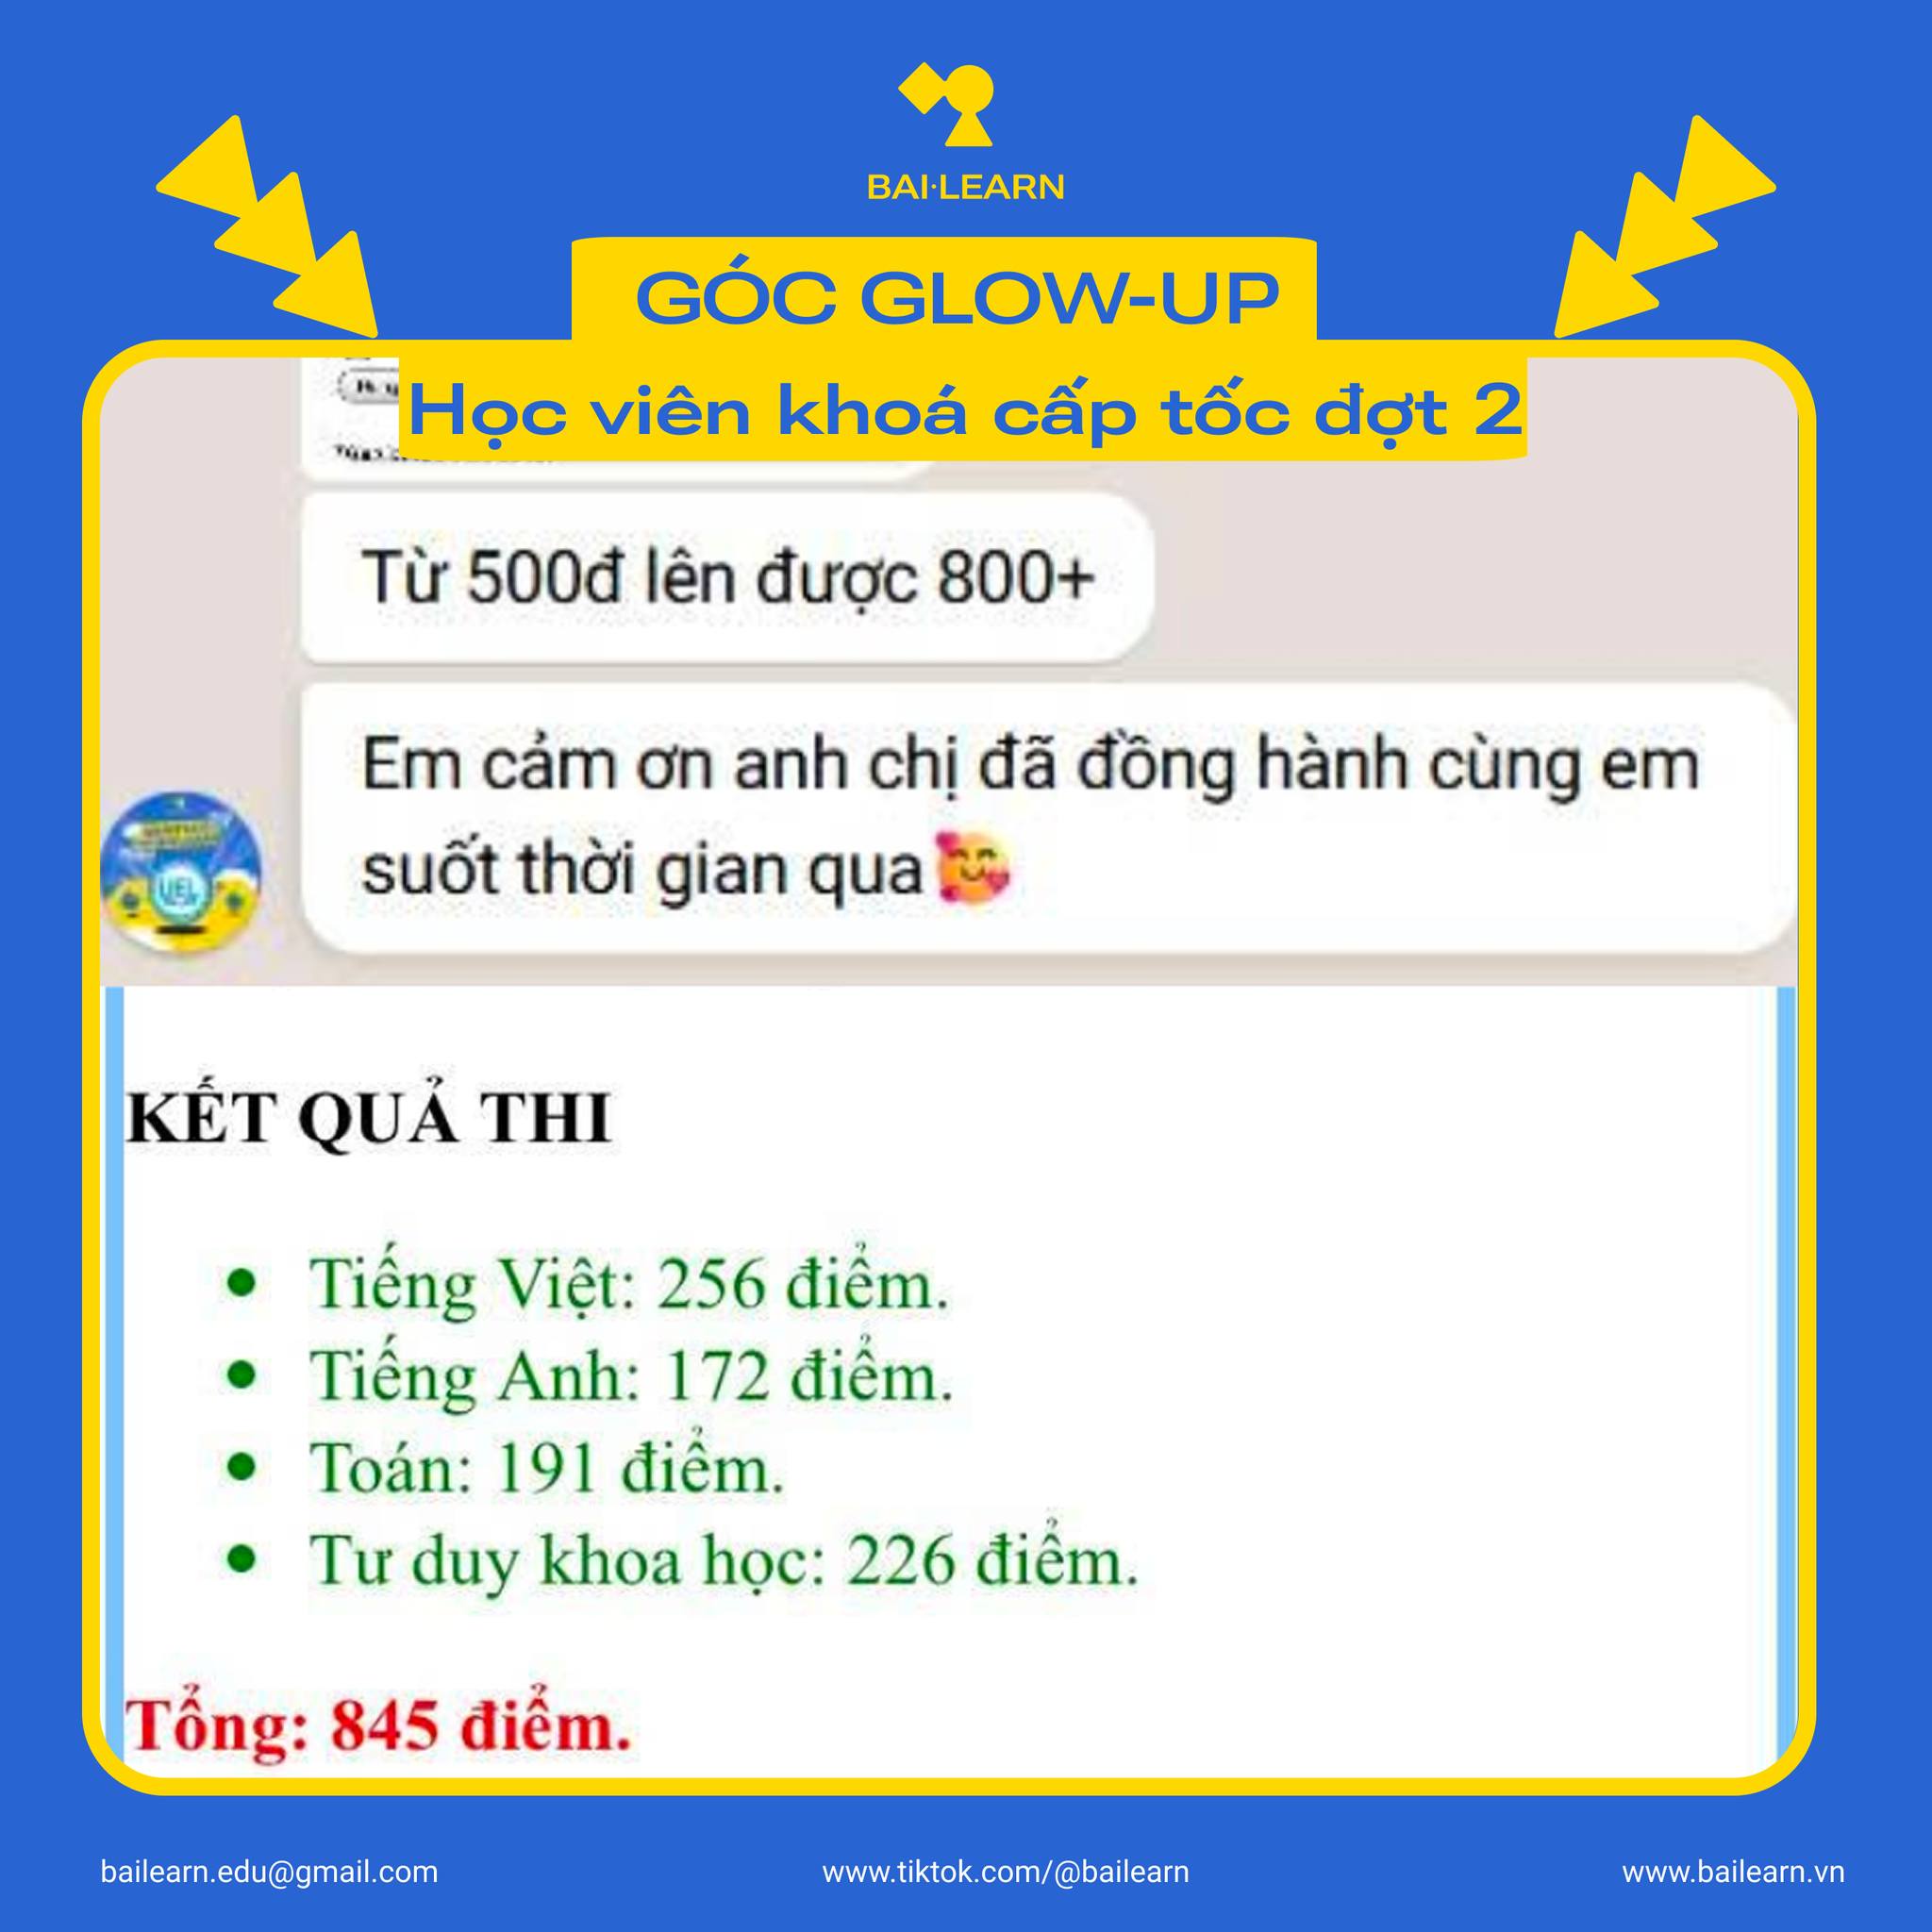 BAI·LEARN
GÓC GLOW-UP
Học viên khoá cấp tốc đợt 2
Từ 500đ lên được 800+
Em cảm ơn anh chị đã đồng hành cùng em
suốt thời gian qua🥰
UEL
KẾT QUẢ THI
• Tiếng Việt: 256 điểm.
• Tiếng Anh: 172 điểm.
• Toán: 191 điểm.
• Tư duy khoa học: 226 điểm.
Tổng: 845 điểm.
bailearn.edu@gmail.com
www.tiktok.com/@bailearn
www.bailearn.vn